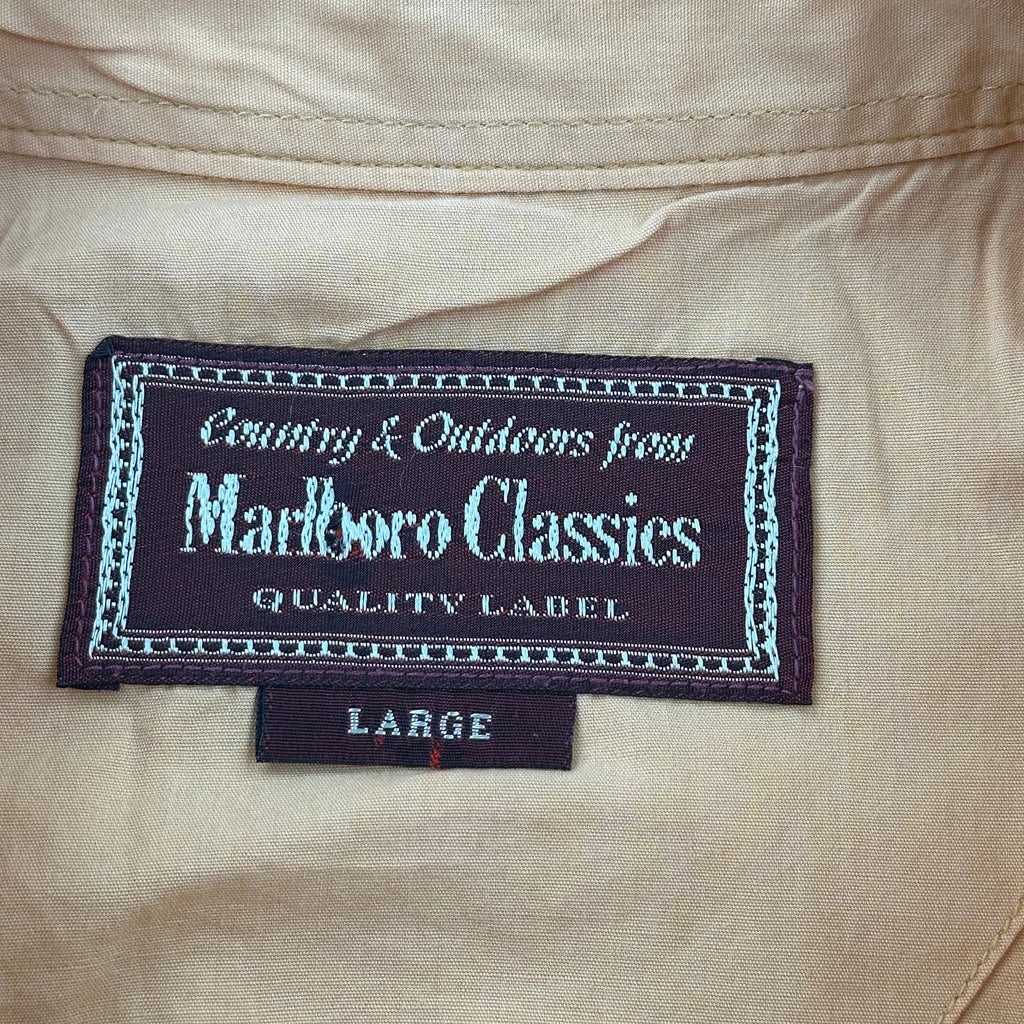 Country & Outdoors from
Marlboro Classics
QUALITY LABEL
LARGE